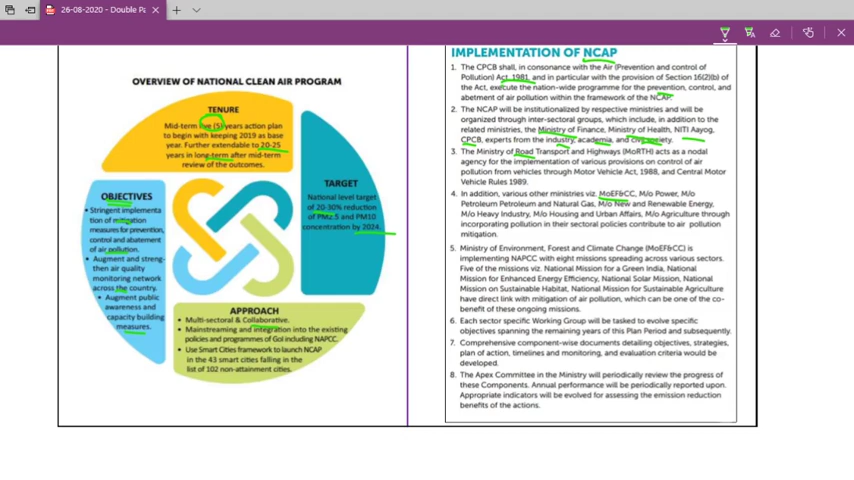 26-08-2020 - Double Pa
OVERVIEW OF NATIONAL CLEAN AIR PROGRAM
TENURE
Mid-term five (5) years action plan
to begin with keeping 2019 as base
year. Further extendable to 20-25
years in long-term after mid-term
review of the outcomes.
OBJECTIVES
• Stringent implementa
tion of mitigation
measures for prevention,
control and abatement
of air pollution.
• Augment and streng-
then air quality
monitoring network
across the country.
• Augment public
awareness and
capacity building
measures.
TARGET
National level target
of 20-30% reduction
of PM2.5 and PM10
concentration by 2024.
APPROACH
• Multi-sectoral & Collaborative.
• Mainstreaming and integration into the existing
policies and programmes of GoI including NAPCC.
• Use Smart Cities framework to launch NCAP
in the 43 smart cities falling in the
list of 102 non-attainment cities.
IMPLEMENTATION OF NCAP
1. The CPCB shall, in consonance with the Air (Prevention and control of
Pollution) Act, 1981, and in particular with the provision of Section 16(2)(b) of
the Act, execute the nation-wide programme for the prevention, control, and
abetment of air pollution within the framework of the NCAP.
2. The NCAP will be institutionalized by respective ministries and will be
organized through inter-sectoral groups, which include, in addition to the
related ministries, the Ministry of Finance, Ministry of Health, NITI Aayog,
CPCB, experts from the industry, academia, and civil society.
3. The Ministry of Road Transport and Highways (MoRTH) acts as a nodal
agency for the implementation of various provisions on control of air
pollution from vehicles through Motor Vehicle Act, 1988, and Central Motor
Vehicle Rules 1989.
4. In addition, various other ministries viz. MoEF&CC, M/o Power, M/o
Petroleum Petroleum and Natural Gas, M/o New and Renewable Energy,
M/o Heavy Industry, M/o Housing and Urban Affairs, M/o Agriculture through
incorporating pollution in their sectoral policies contribute to air pollution
mitigation.
5. Ministry of Environment, Forest and Climate Change (MoEF&CC) is
implementing NAPCC with eight missions spreading across various sectors.
Five of the missions viz. National Mission for a Green India, National
Mission for Enhanced Energy Efficiency, National Solar Mission, National
Mission on Sustainable Habitat, National Mission for Sustainable Agriculture
have direct link with mitigation of air pollution, which can be one of the co-
benefit of these ongoing missions.
6. Each sector specific Working Group will be tasked to evolve specific
objectives spanning the remaining years of this Plan Period and subsequently.
7. Comprehensive component-wise documents detailing objectives, strategies,
plan of action, timelines and monitoring, and evaluation criteria would be
developed.
8. The Apex Committee in the Ministry will periodically review the progress of
these Components. Annual performance will be periodically reported upon.
Appropriate indicators will be evolved for assessing the emission reduction
benefits of the actions.